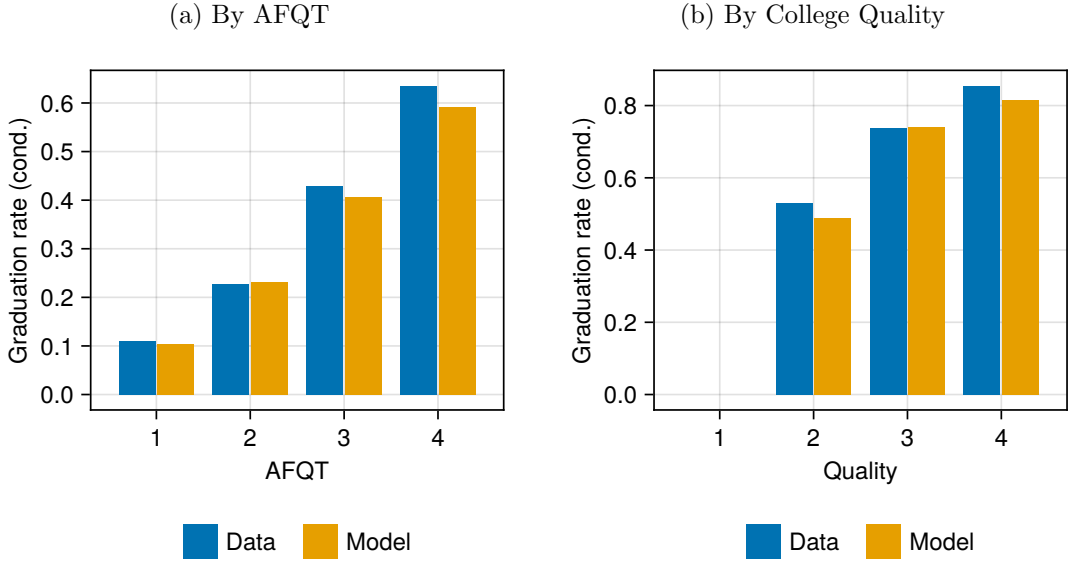 (a) By AFQT
Graduation rate (cond.)
0.6
0.5
0.4
0.3
0.2
0.1
0.0
1 2 3 4
AFQT
Data Model
(b) By College Quality
Graduation rate (cond.)
0.8
0.6
0.4
0.2
0.0
1 2 3 4
Quality
Data Model